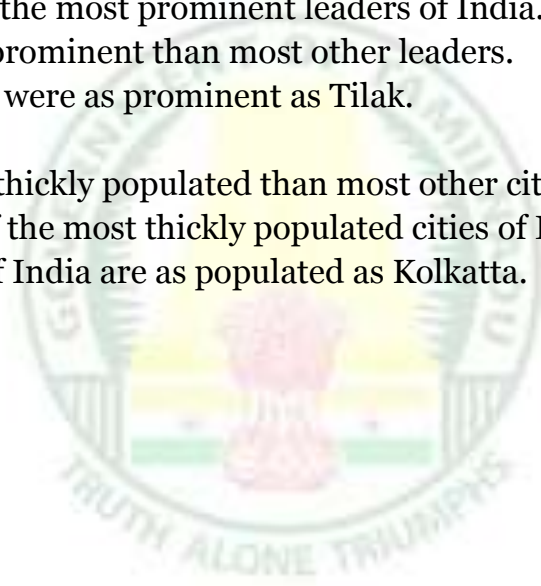 the most prominent leaders of India.
prominent than most other leaders.
were as prominent as Tilak.
thickly populated than most other cit
f the most thickly populated cities of I
f India are as populated as Kolkatta.
TRUTH ALONE TRIUMPHS